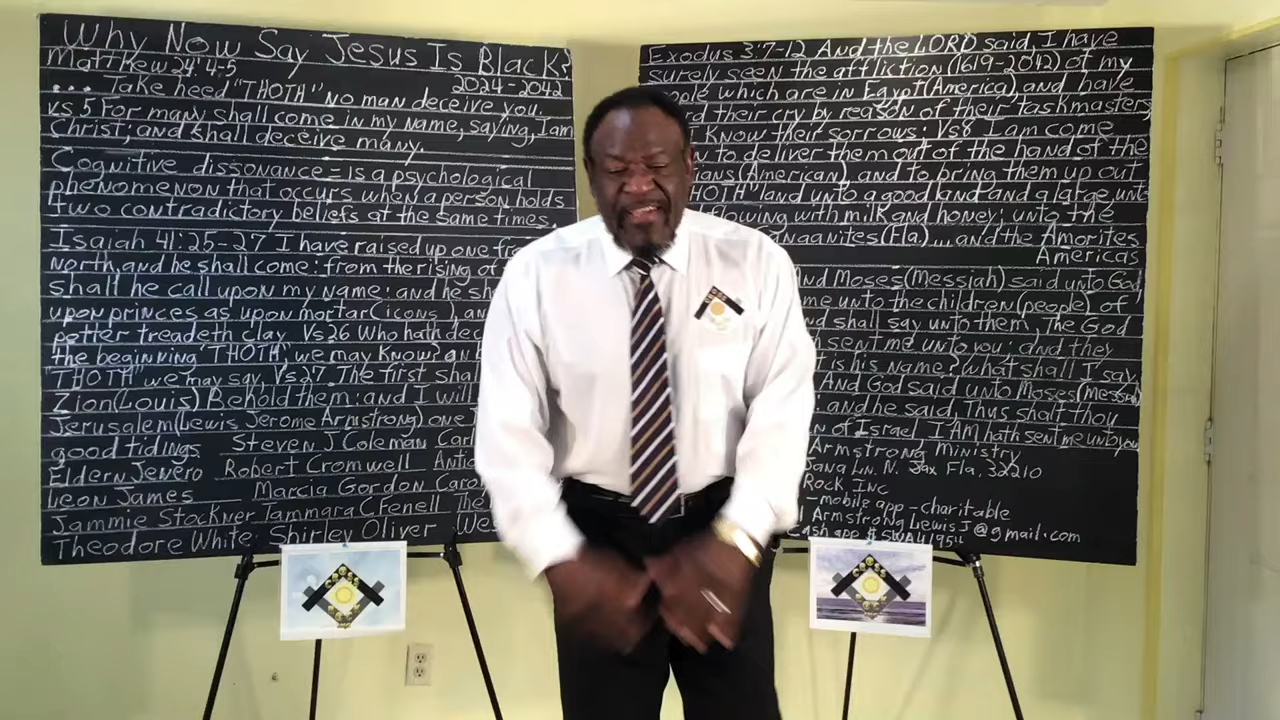 Why Now Say Jesus Is Black?
Matthew 24:4-5 2024-2042
... Take heed "THOTH" no man deceive you.
vs 5 For many shall come in my name, saying, I am
Christ; and shall deceive many.
Cognitive dissonance = is a psychological
phenomenon that occurs when a person holds
two contradictory beliefs at the same times.
Isaiah 41:25-27 I have raised up one
north, and he shall come: from the rising of
shall he call upon my name: and he
upon princes as upon mortar (icons),
potter treadeth clay. Vs 26 Who hath
the beginning "THOTH" we may know?
"THOTH" we may say, Vs 27 The first
Zion (Louis) Behold them: and I will
Jerusalem (Lewis Jerome Armstrong) one
good tidings. Steven J Coleman
Eldern Jenero Robert Cromwell
Leon James Marcia Gordon
Jammie Stockner Tammara C Fenell
Theodore White Shirley Oliver
Exodus 3:7-12 And the LORD said, I have
surely seen the affliction (1619-2042) of my
which are in Egypt (America), and have
their cry by reason of their taskmasters,
know their sorrows; Vs 8 I am come
to deliver them out of the hand of the
(American), and to bring them up out
land unto a good land and a large, unto
flowing with milk and honey; unto the
(Fla.) ... and the Amorites
Americas
Moses (Messiah) said unto God,
me unto the children (people) of
shall say unto them, The God
sent me unto you; and they
is his name? what shall I say
And God said unto Moses (Messiah)
and he said, Thus shalt thou
of Israel, I AM hath sent me unto you
Armstrong Ministry
Jana Ln. N. Jax Fla, 32210
Rock Inc
-mobile app - charitable
Armstrong Lewis J@gmail.com
Cash app